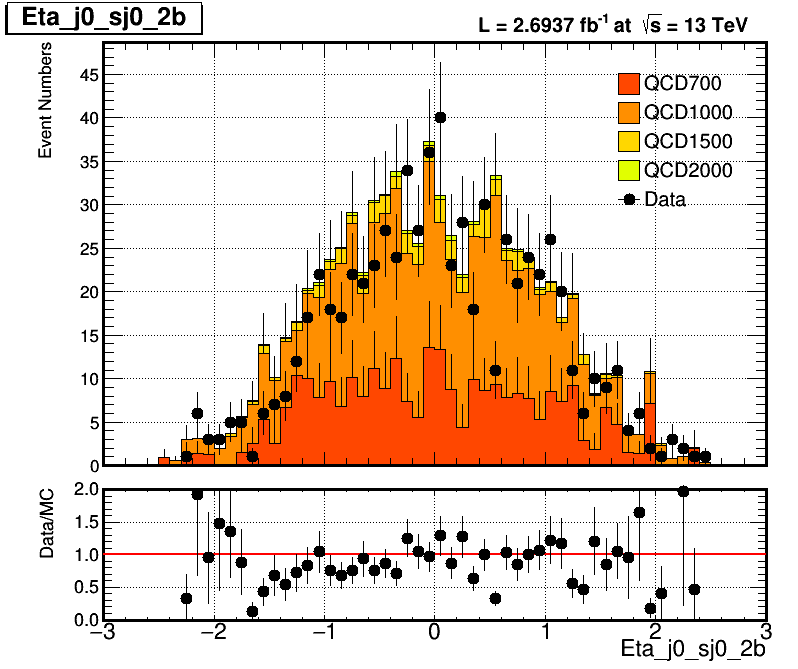 Eta_j0_sj0_2b
L = 2.6937 fb-1 at √s = 13 TeV
Event Numbers
45
40
35
30
25
20
15
10
5
0
QCD700
QCD1000
QCD1500
QCD2000
Data
Data/MC
2.0
1.5
1.0
0.5
0.0
−3 −2 −1 0 1 2 3
Eta_j0_sj0_2b